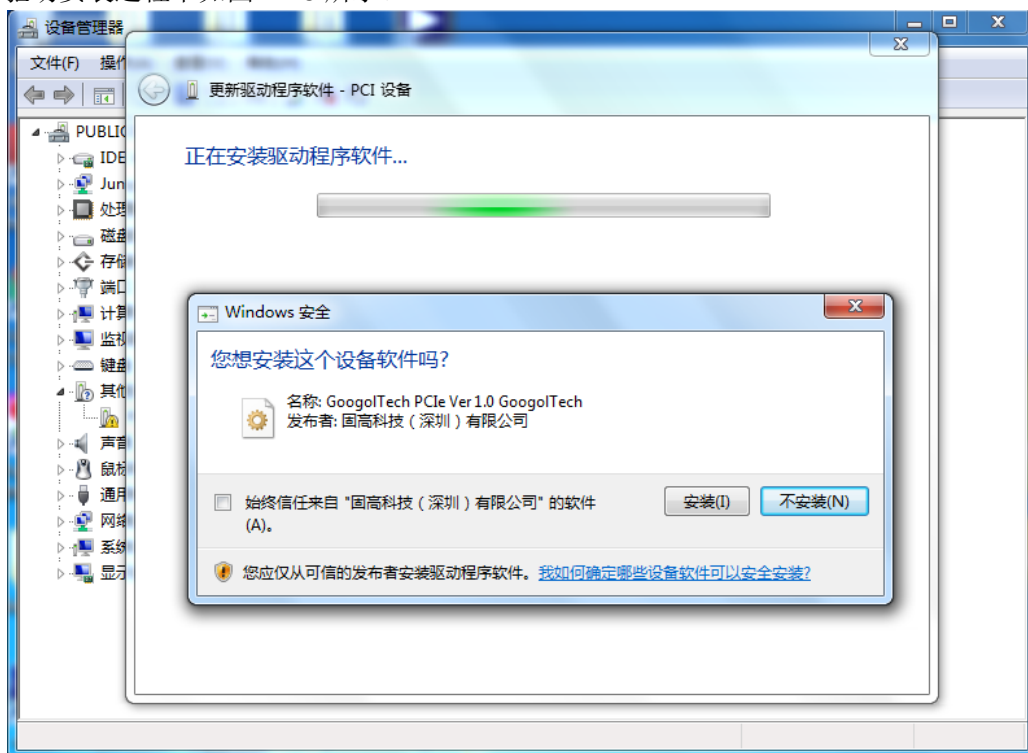 设备管理器
文件(F) 操作
更新驱动程序软件 - PCI 设备
PUBLIC
IDE
Jun
处理
磁盘
存储
端口
计算
监视
键盘
其他
声音
鼠标
通用
网络
系统
显示
正在安装驱动程序软件...
Windows 安全
您想安装这个设备软件吗?
名称: GoogolTech PCIe Ver1.0 GoogolTech
发布者: 固高科技（深圳）有限公司
始终信任来自 "固高科技（深圳）有限公司" 的软件
(A)。
安装(I)
不安装(N)
您应仅从可信的发布者安装驱动程序软件。我如何确定哪些设备软件可以安全安装?